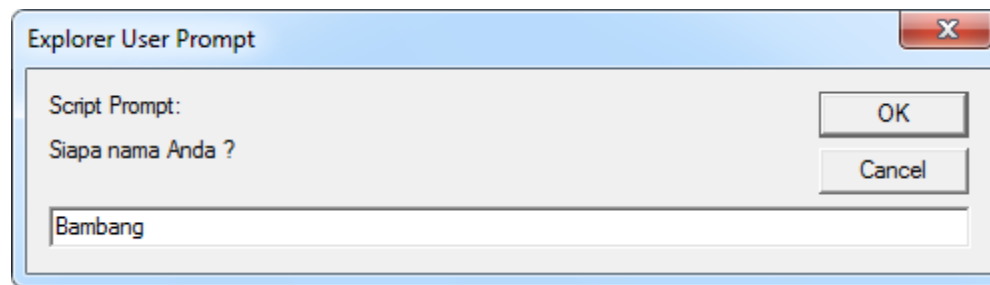 Explorer User Prompt
Script Prompt:
OK
Siapa nama Anda ?
Cancel
Bambang